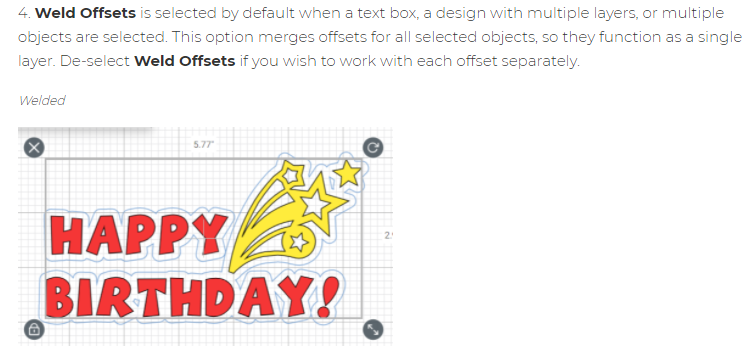 4. Weld Offsets is selected by default when a text box, a design with multiple layers, or multiple
objects are selected. This option merges offsets for all selected objects, so they function as a single
layer. De-select Weld Offsets if you wish to work with each offset separately.
Welded
5.77"
HAPPY
BIRTHDAY!